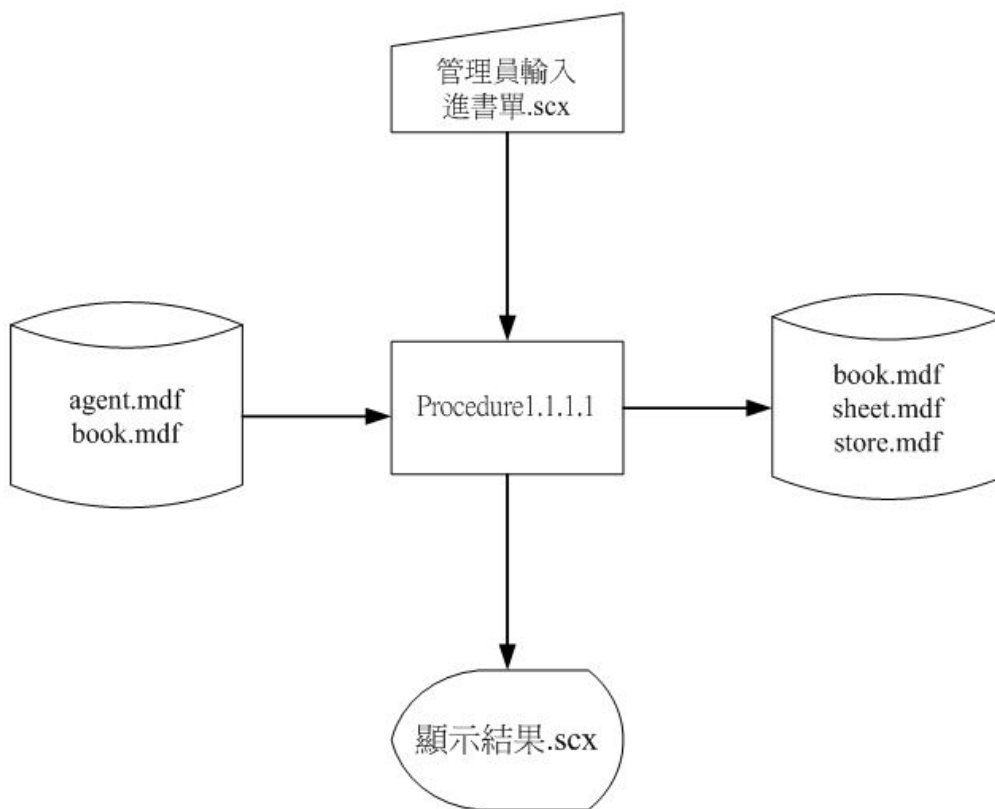 管理員輸入
進書單.scx
agent.mdf
book.mdf
Procedure1.1.1.1
book.mdf
sheet.mdf
store.mdf
顯示結果.scx